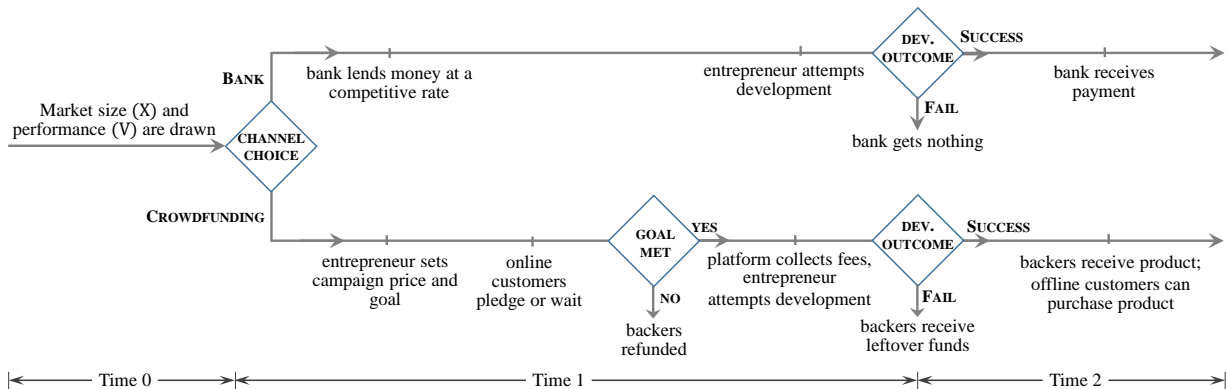 Market size (X) and
performance (V) are drawn
CHANNEL
CHOICE
BANK
bank lends money at a
competitive rate
entrepreneur attempts
development
DEV.
OUTCOME
SUCCESS
bank receives
payment
FAIL
bank gets nothing
CROWDFUNDING
entrepreneur sets
campaign price and
goal
online
customers
pledge or wait
GOAL
MET
YES
NO
backers
refunded
platform collects fees,
entrepreneur
attempts development
DEV.
OUTCOME
SUCCESS
backers receive product;
offline customers can
purchase product
FAIL
backers receive
leftover funds
Time 0
Time 1
Time 2